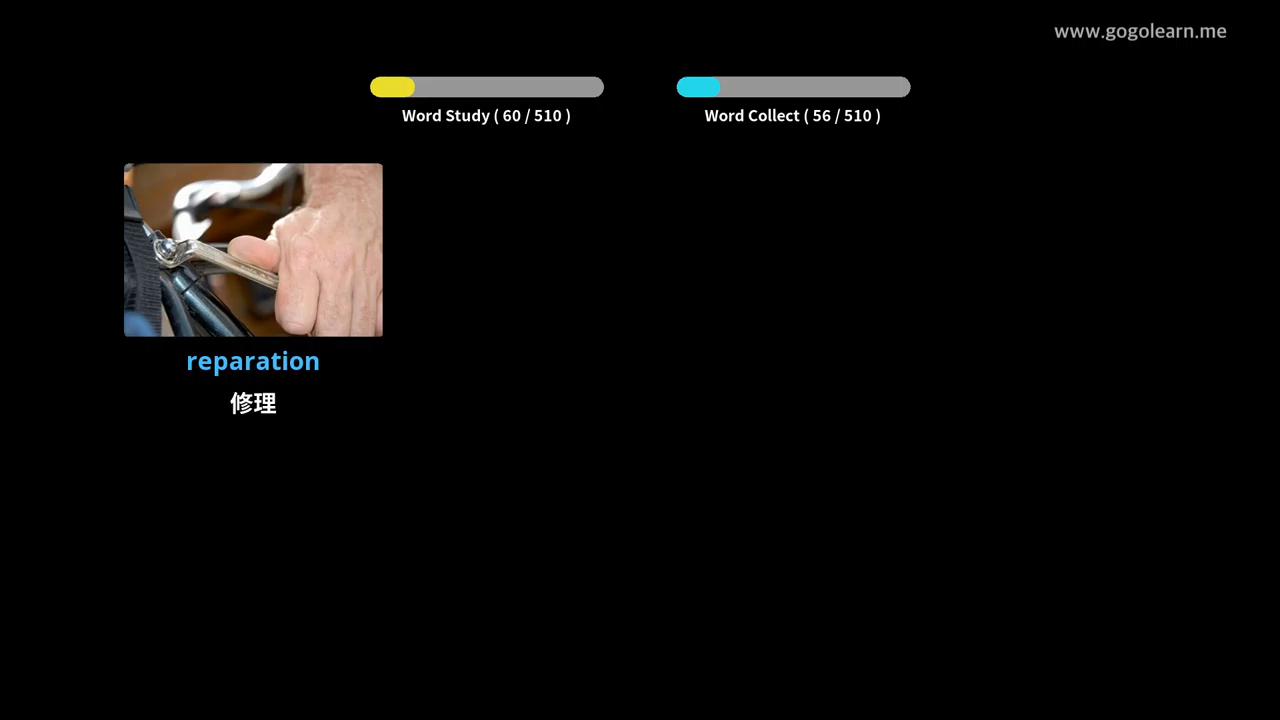 www.gogolearn.me
Word Study ( 60 / 510 )
Word Collect ( 56 / 510 )
reparation
修理